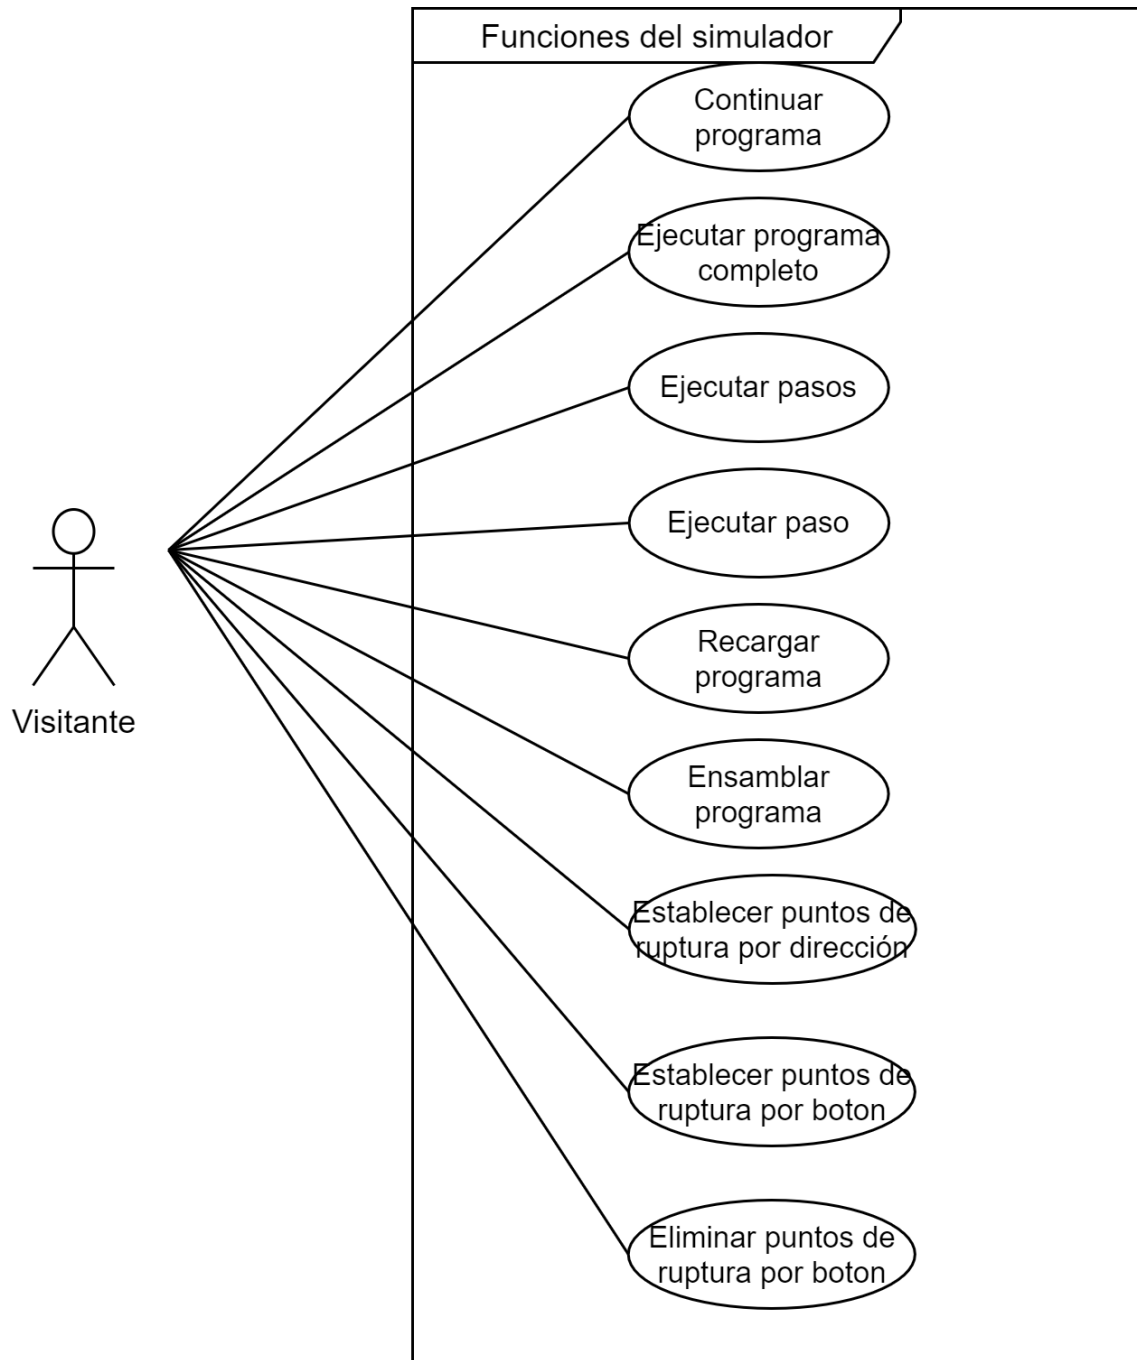 Funciones del simulador
Continuar
programa
Ejecutar programa
completo
Ejecutar pasos
Ejecutar paso
Recargar
programa
Visitante
Ensamblar
programa
Establecer puntos de
ruptura por dirección
Establecer puntos de
ruptura por boton
Eliminar puntos de
ruptura por boton